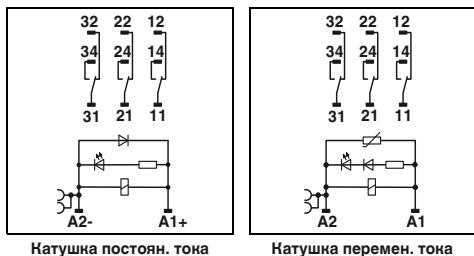 32 22 12
34 24 14
31 21 11
A2- A1+
Катушка постоян. тока
32 22 12
34 24 14
31 21 11
A2 A1
Катушка перемен. тока